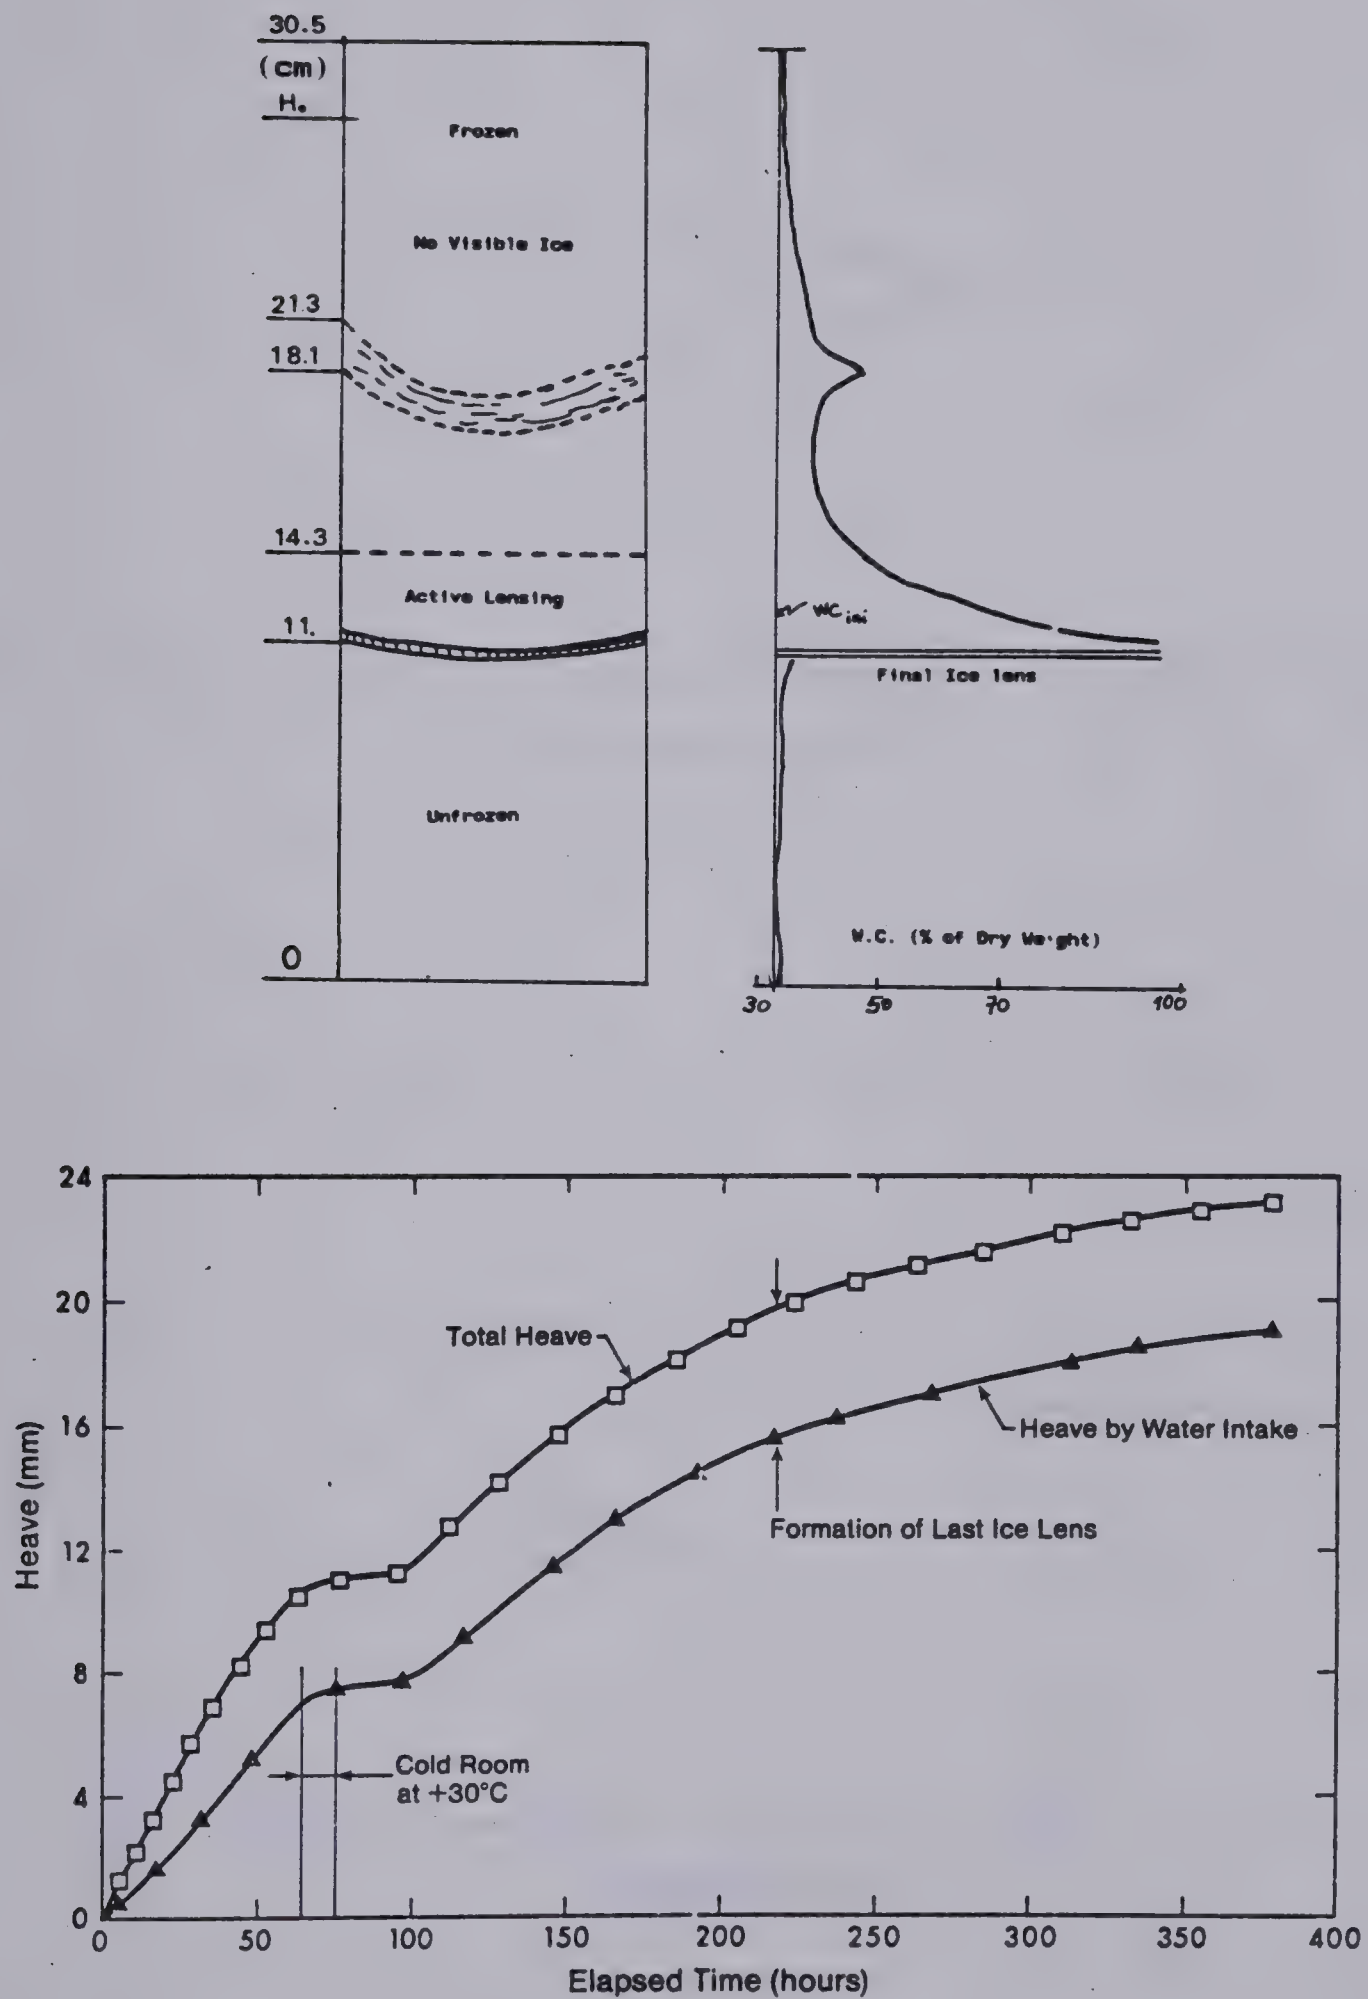 30.5
(cm)
H.
Frozen
No Visible Ice
21.3
18.1
14.3
Active Lensing
11.
WC ini
Final Ice lens
Unfrozen
0
W.C. (% of Dry Weight)
30 50 70 100
24
20
16
12
8
4
0
Heave (mm)
Total Heave
Heave by Water Intake
Formation of Last Ice Lens
Cold Room
at +30°C
0 50 100 150 200 250 300 350 400
Elapsed Time (hours)